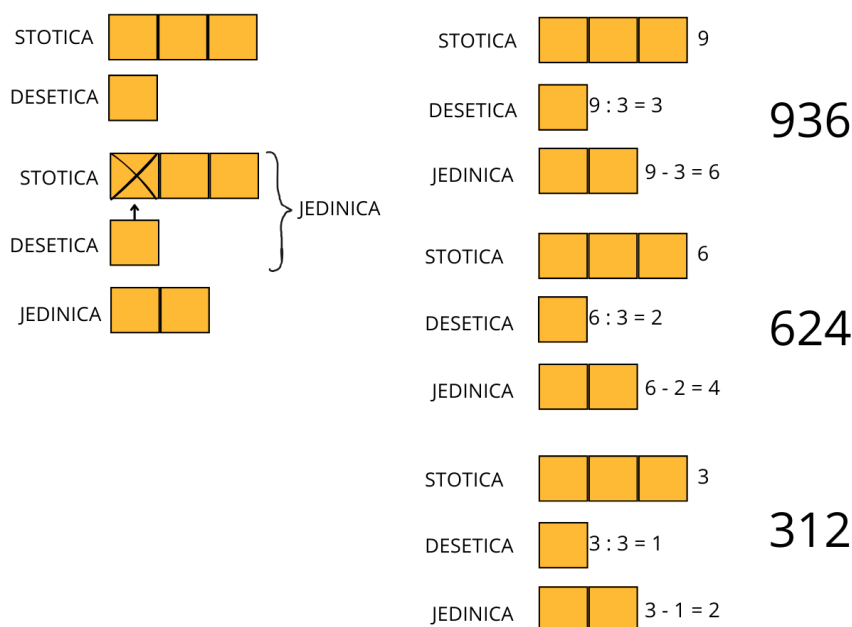 STOTICA
DESETICA
STOTICA
DESETICA
JEDINICA
JEDINICA
STOTICA 9
DESETICA 9 : 3 = 3
JEDINICA 9 - 3 = 6
936
STOTICA 6
DESETICA 6 : 3 = 2
JEDINICA 6 - 2 = 4
624
STOTICA 3
DESETICA 3 : 3 = 1
JEDINICA 3 - 1 = 2
312